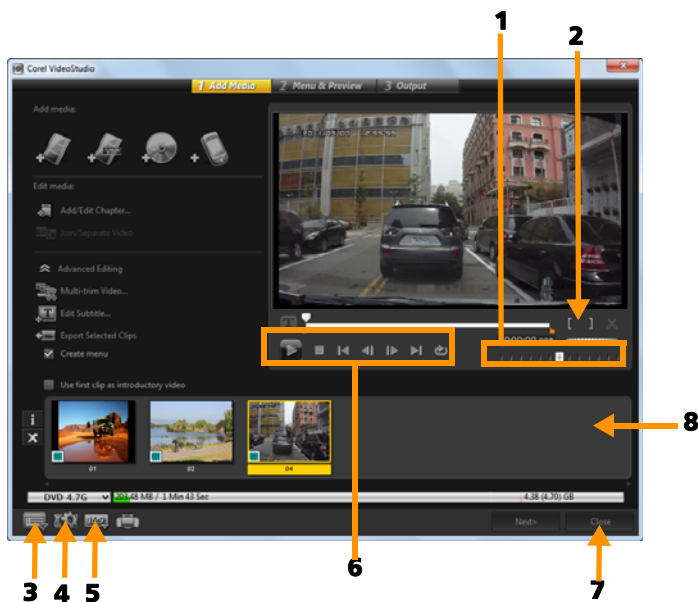 1
2
Corel VideoStudio
1 Add Media
2 Menu & Preview
3 Output
Add media:
Edit media:
Add/Edit Chapter...
Join/Separate Video
Advanced Editing
Multi-trim Video...
Edit Subtitle...
Export Selected Clips
Create menu
Use first clip as introductory video
8
01
02
04
DVD 4.7G
203.48 MB / 1 Min 43 Sec
4.38 (4.70) GB
Next>
Close
3
4
5
6
7